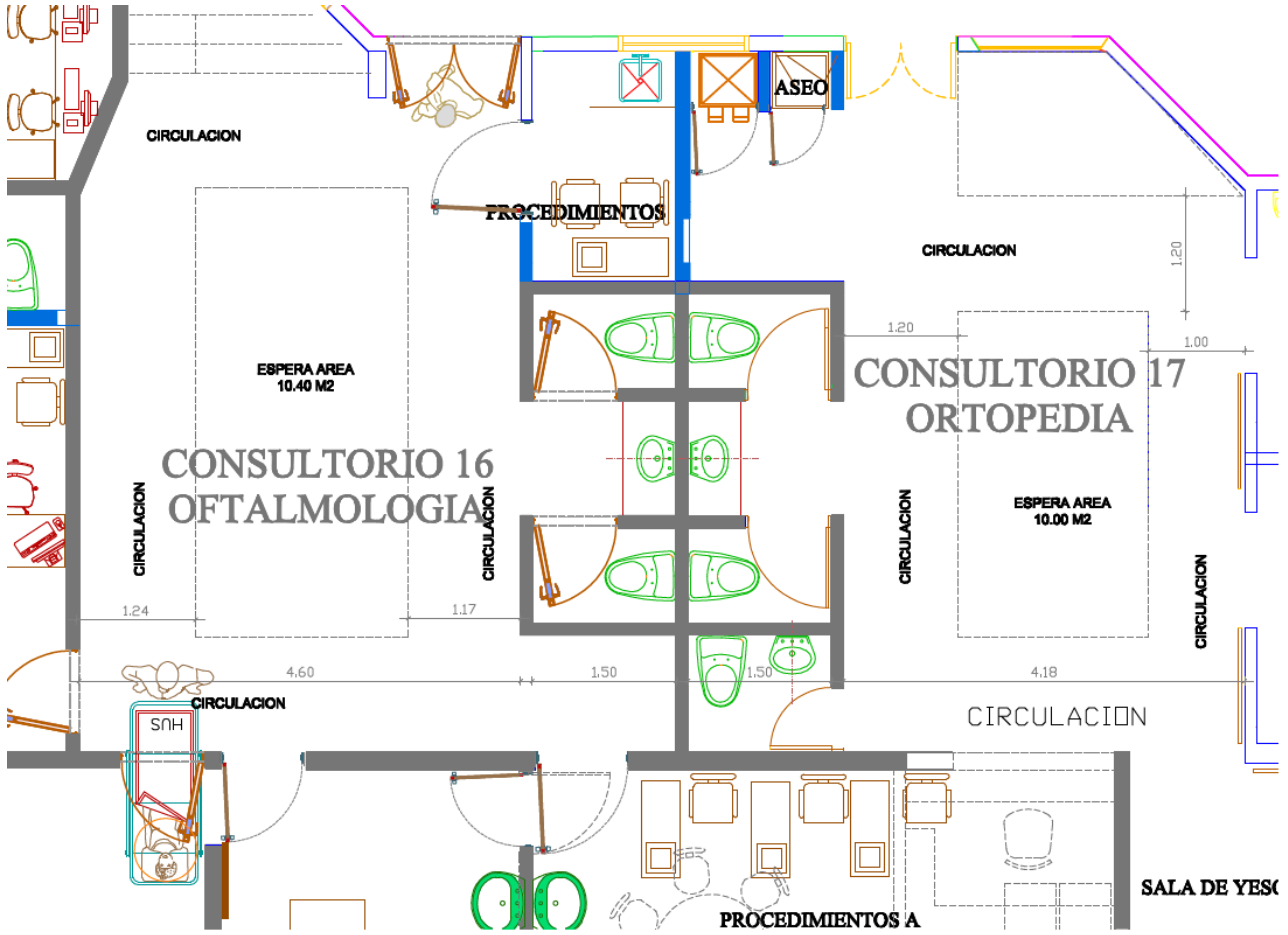 ASEO
CIRCULACION
PROCEDIMIENTOS
CIRCULACION
1.20
1.20
1.00
ESPERA AREA
10.40 M2
CONSULTORIO 17
ORTOPEDIA
CONSULTORIO 16
OFTALMOLOGIA
CIRCULACION
CIRCULACION
CIRCULACION
ESPERA AREA
10.00 M2
CIRCULACION
1.24
1.17
4.60
1.50
1.50
4.18
CIRCULACION
HUS
CIRCULACION
SALA DE YESO
PROCEDIMIENTOS A